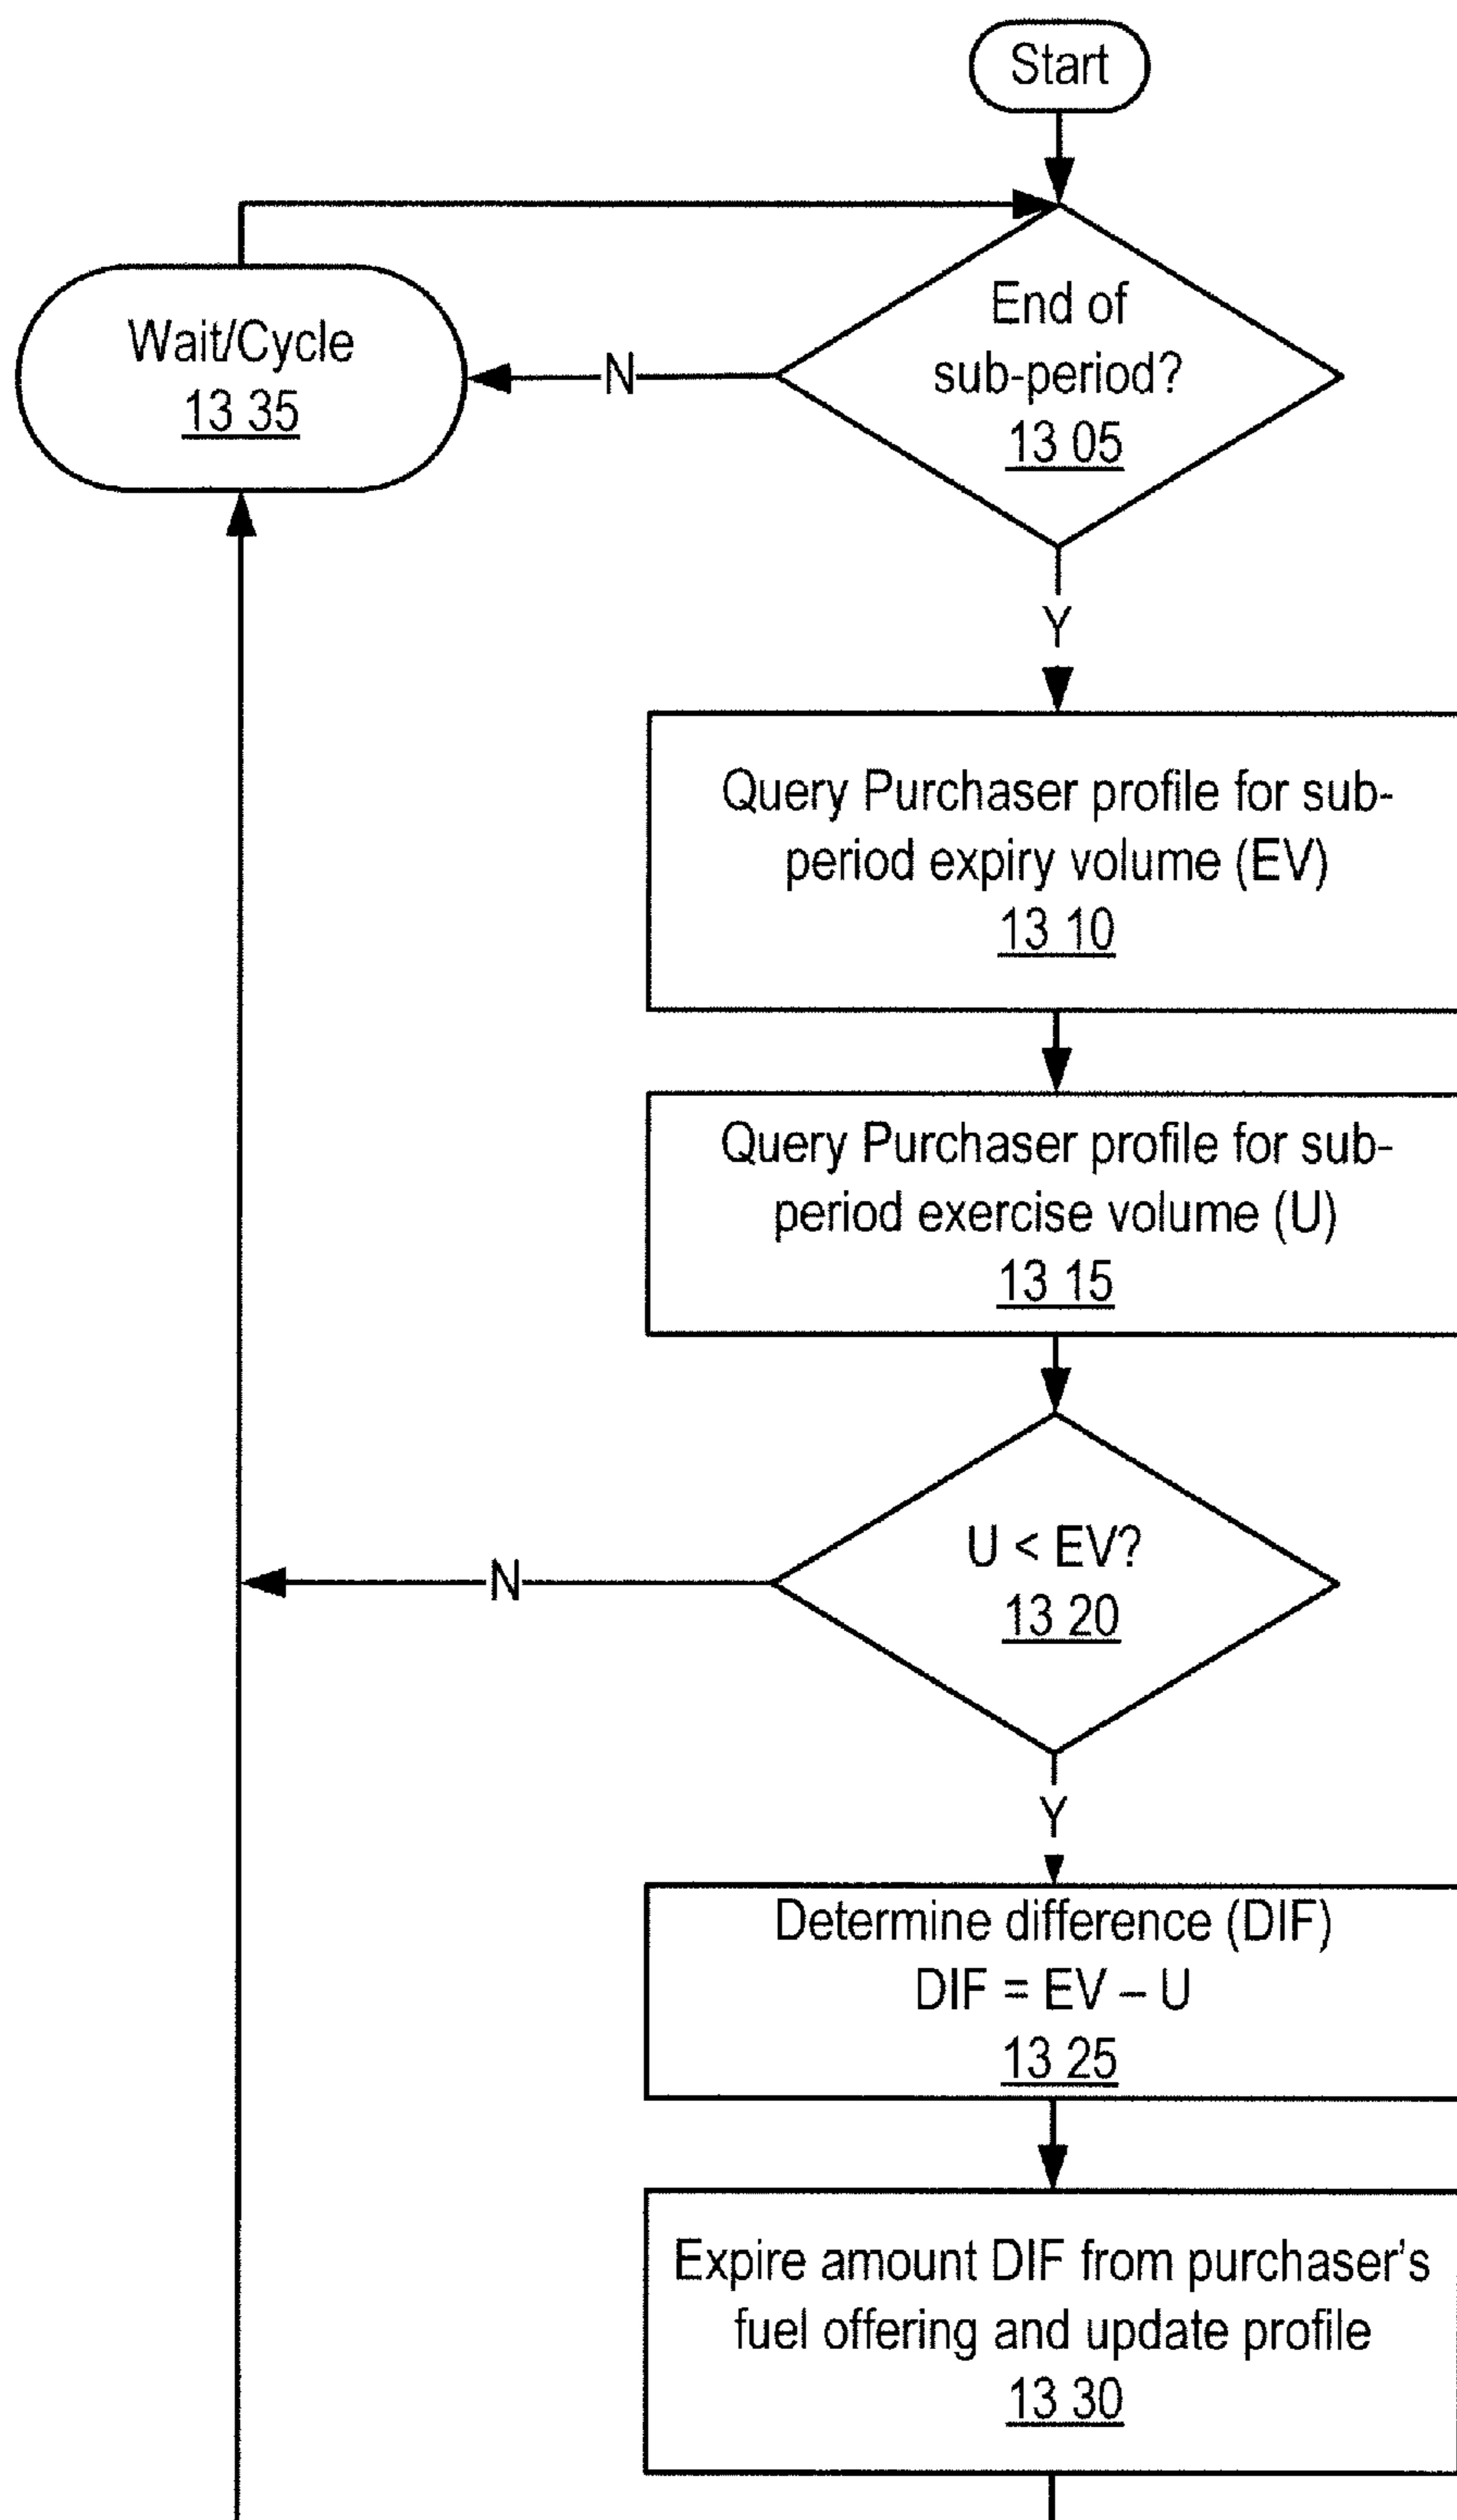 Start
End of
sub-period?
13 05
N
Wait/Cycle
13 35
Y
Query Purchaser profile for sub-
period expiry volume (EV)
13 10
Query Purchaser profile for sub-
period exercise volume (U)
13 15
U < EV?
13 20
N
Y
Determine difference (DIF)
DIF = EV – U
13 25
Expire amount DIF from purchaser's
fuel offering and update profile
13 30